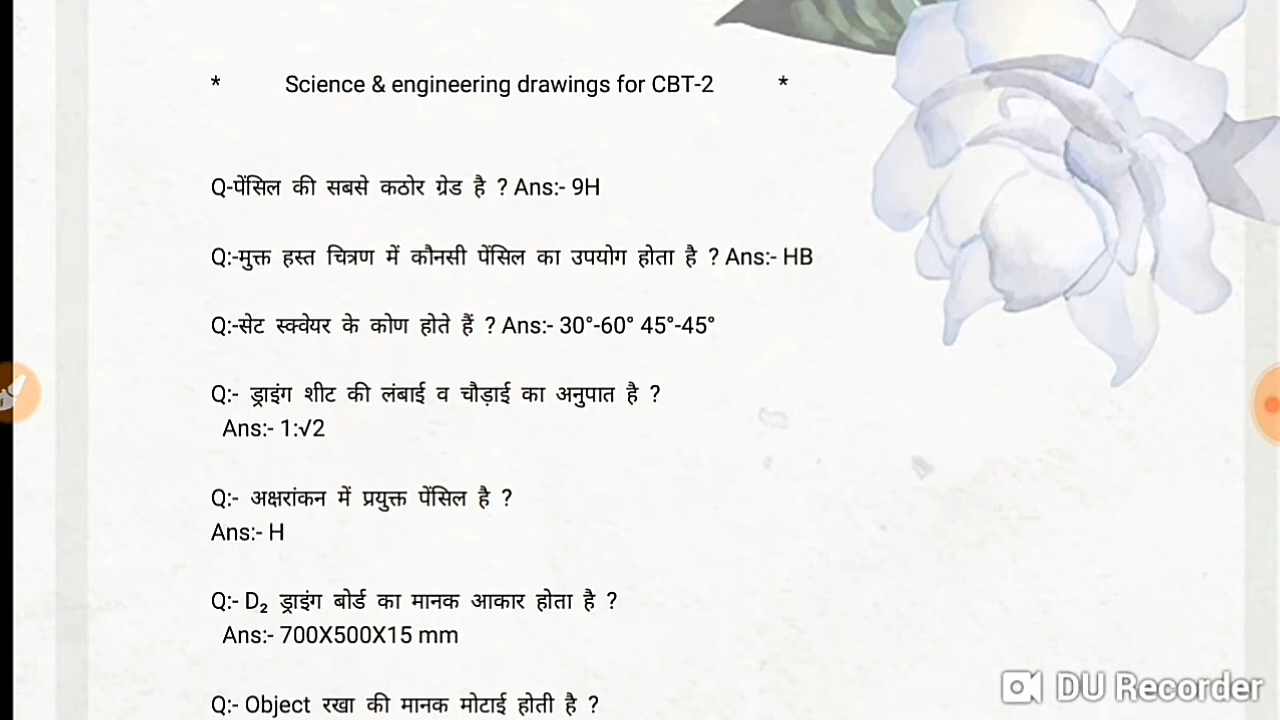 * Science & engineering drawings for CBT-2 *
Q-पेंसिल की सबसे कठोर ग्रेड है ? Ans:- 9H
Q:-मुक्त हस्त चित्रण में कौनसी पेंसिल का उपयोग होता है ? Ans:- HB
Q:-सेट स्क्वेयर के कोण होते हैं ? Ans:- 30°-60° 45°-45°
Q:- ड्राइंग शीट की लंबाई व चौड़ाई का अनुपात है ?
Ans:- 1:√2
Q:- अक्षरांकन में प्रयुक्त पेंसिल है ?
Ans:- H
Q:- D₂ ड्राइंग बोर्ड का मानक आकार होता है ?
Ans:- 700X500X15 mm
Q:- Object रखा की मानक मोटाई होती है ?
DU Recorder